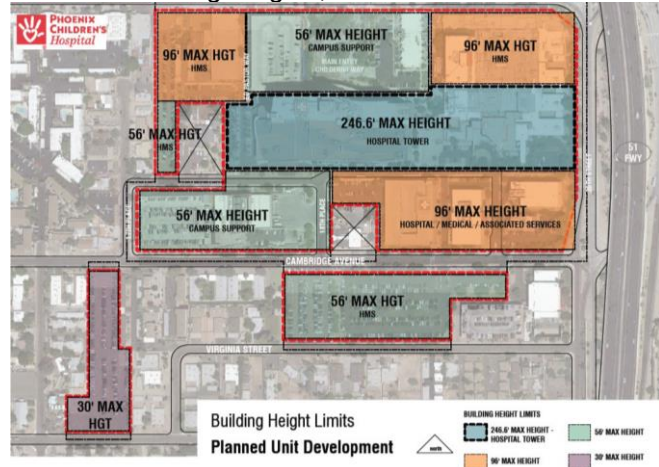 PHOENIX
CHILDREN'S
Hospital
96' MAX HGT
HMS
56' MAX HEIGHT
CAMPUS SUPPORT
MAIN ENTRY
96' MAX HGT
HMS
56' MAX HGT
HMS
246.6' MAX HEIGHT
HOSPITAL TOWER
51
FWY
56' MAX HEIGHT
CAMPUS SUPPORT
96' MAX HEIGHT
HOSPITAL / MEDICAL / ASSOCIATED SERVICES
CAMBRIDGE AVENUE
56' MAX HGT
HMS
VIRGINIA STREET
30' MAX
HGT
Building Height Limits
Planned Unit Development
NORTH
BUILDING HEIGHT LIMITS
246.6' MAX HEIGHT -
HOSPITAL TOWER
56' MAX HEIGHT
96' MAX HEIGHT
30' MAX HEIGHT